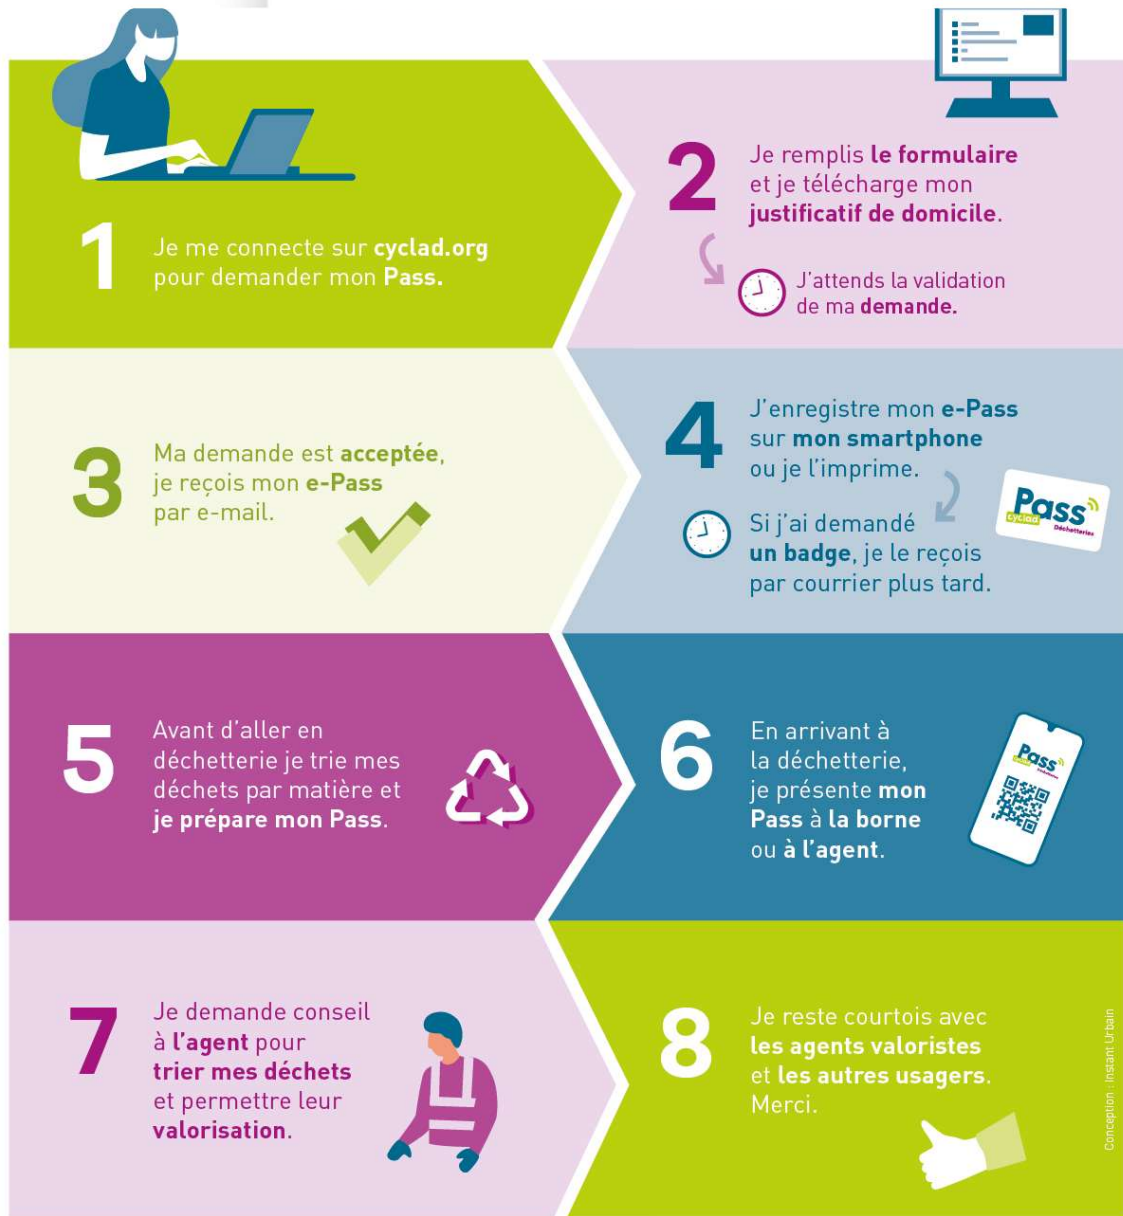 1
Je me connecte sur cyclad.org
pour demander mon Pass.
2
Je remplis le formulaire
et je télécharge mon
justificatif de domicile.
J'attends la validation
de ma demande.
3
Ma demande est acceptée,
je reçois mon e-Pass
par e-mail.
4
J'enregistre mon e-Pass
sur mon smartphone
ou je l'imprime.
Si j'ai demandé
un badge, je le reçois
par courrier plus tard.
Pass
cyclad
Déchetteries
5
Avant d'aller en
déchetterie je trie mes
déchets par matière et
je prépare mon Pass.
6
En arrivant à
la déchetterie,
je présente mon
Pass à la borne
ou à l'agent.
Pass
7
Je demande conseil
à l'agent pour
trier mes déchets
et permettre leur
valorisation.
8
Je reste courtois avec
les agents valoristes
et les autres usagers.
Merci.
Conception : Instant Urbain